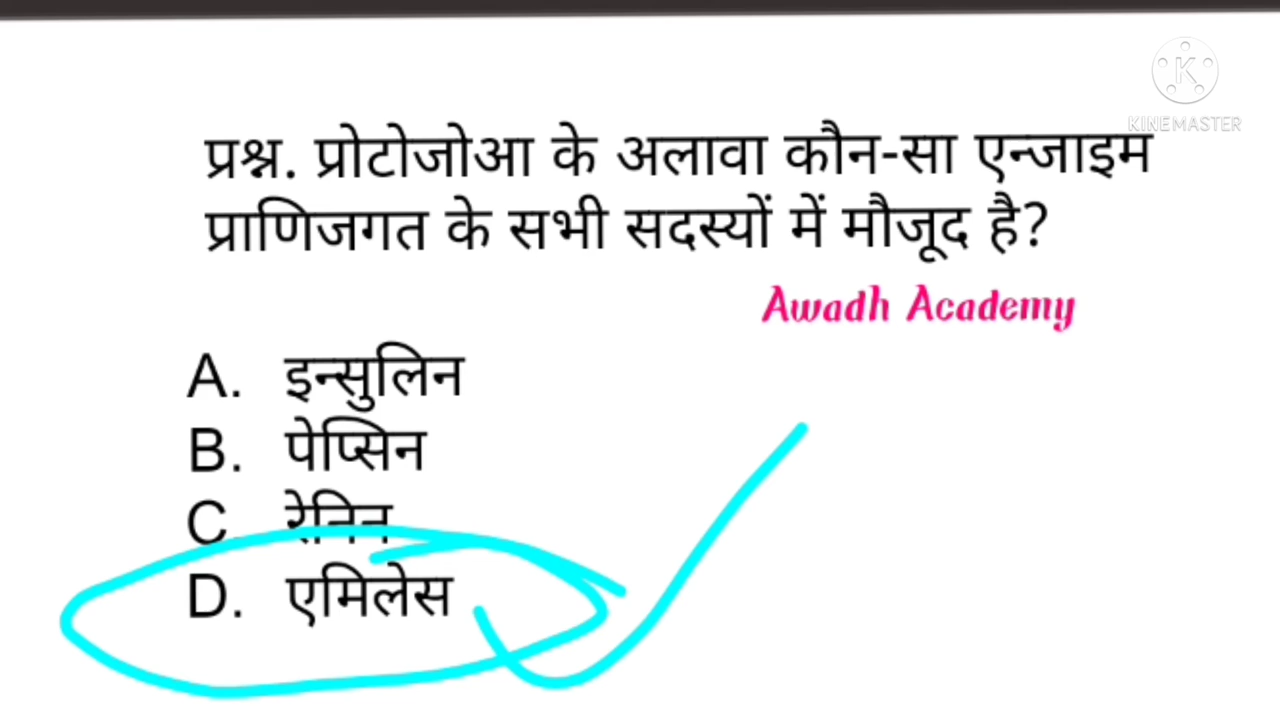 KINEMASTER
प्रश्न. प्रोटोजोआ के अलावा कौन-सा एन्जाइम
प्राणिजगत के सभी सदस्यों में मौजूद है?
Awadh Academy
A. इन्सुलिन
B. पेप्सिन
C. रेनिन
D. एमिलेस